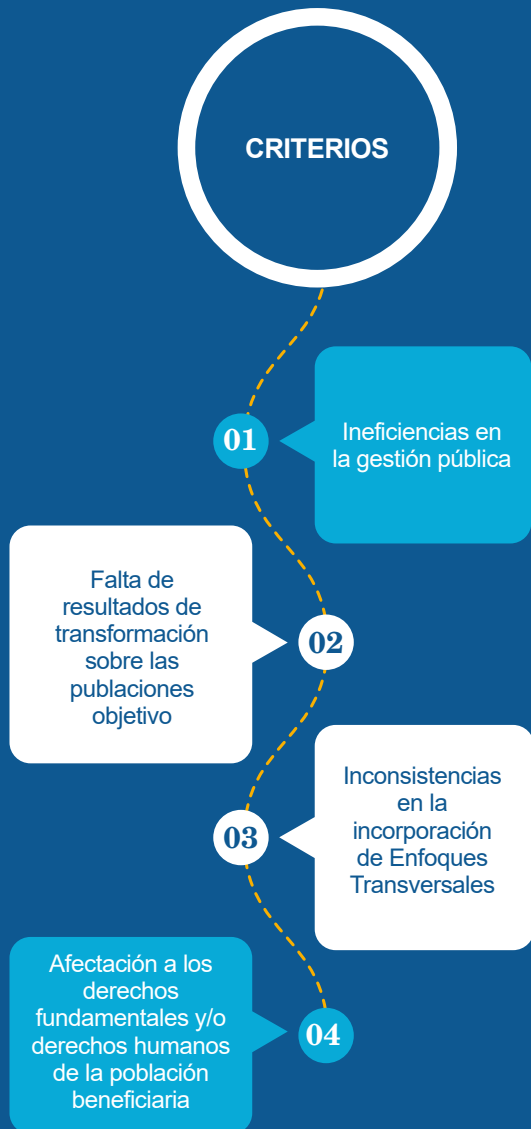 CRITERIOS
01
Ineficiencias en
la gestión pública
Falta de
resultados de
transformación
sobre las
publaciones
objetivo
02
03
Inconsistencias
en la
incorporación
de Enfoques
Transversales
Afectación a los
derechos
fundamentales y/o
derechos humanos
de la población
beneficiaria
04